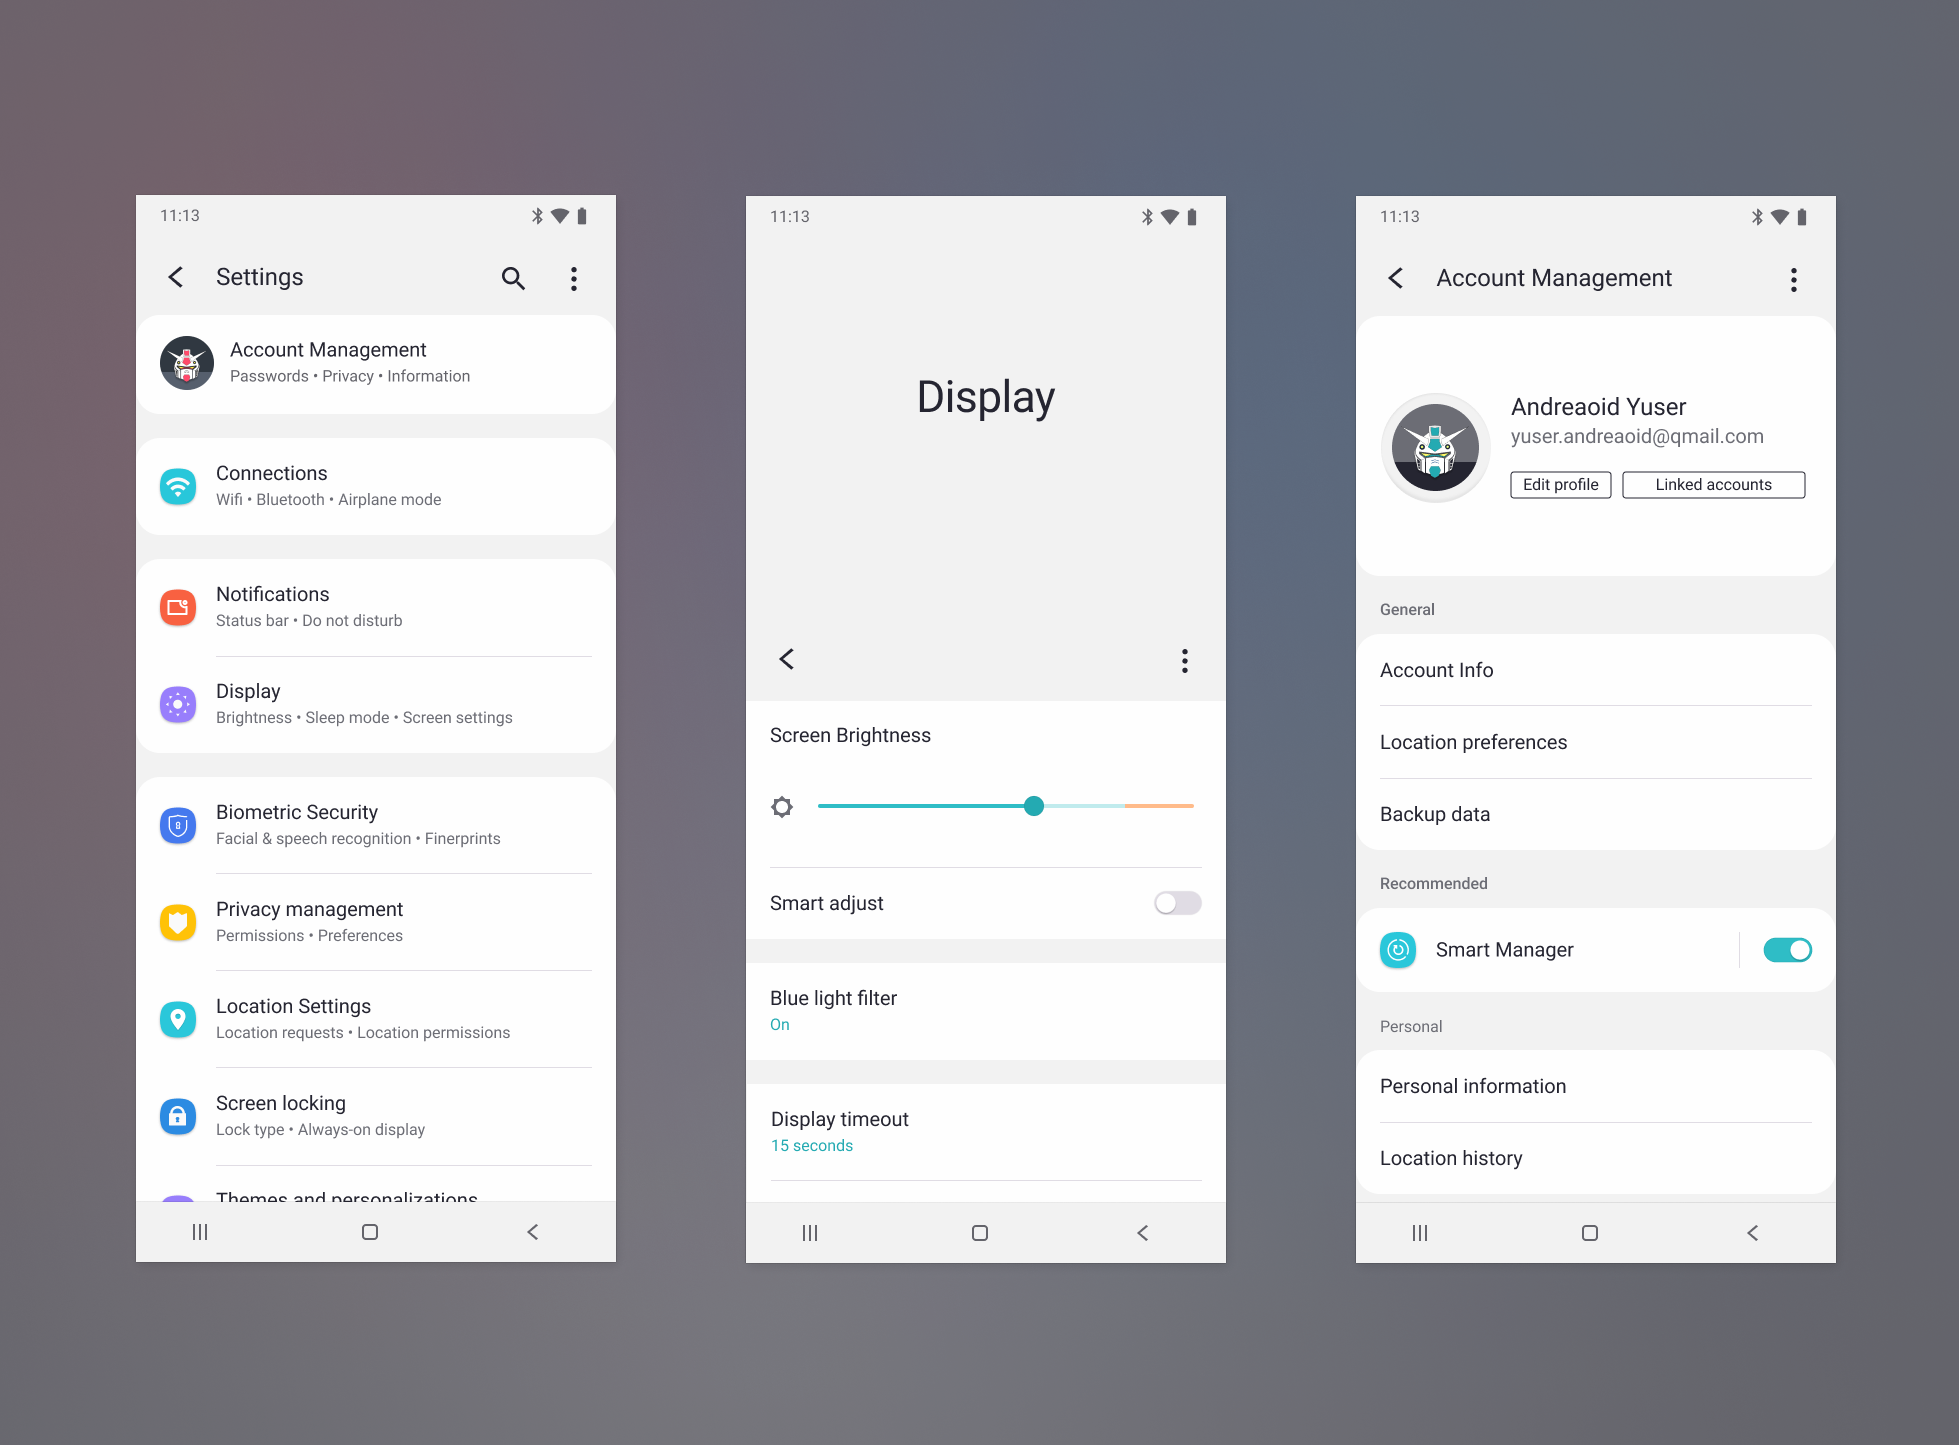 11:13
Settings
Account Management
Passwords • Privacy • Information
Connections
Wifi • Bluetooth • Airplane mode
Notifications
Status bar • Do not disturb
Display
Brightness • Sleep mode • Screen settings
Biometric Security
Facial & speech recognition • Finerprints
Privacy management
Permissions • Preferences
Location Settings
Location requests • Location permissions
Screen locking
Lock type • Always-on display
Themes and personalizations
11:13
Display
Screen Brightness
Smart adjust
Blue light filter
On
Display timeout
15 seconds
11:13
Account Management
Andreaoid Yuser
yuser.andreaoid@qmail.com
Edit profile
Linked accounts
General
Account Info
Location preferences
Backup data
Recommended
Smart Manager
Personal
Personal information
Location history